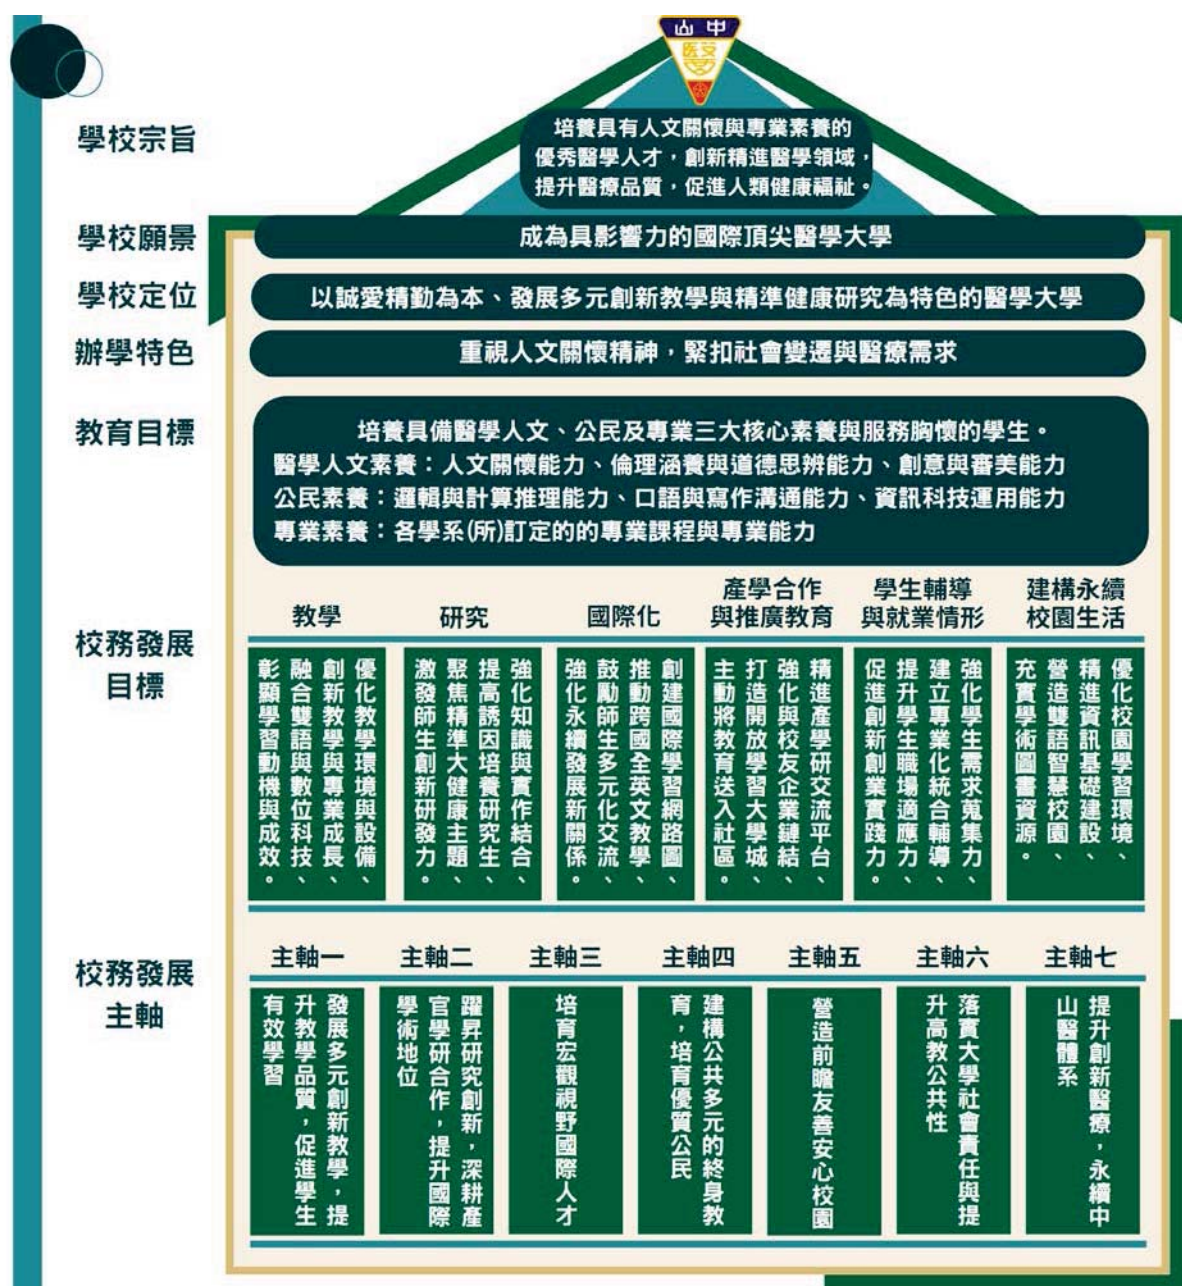 山中
醫
學校宗旨
培養具有人文關懷與專業素養的
優秀醫學人才，創新精進醫學領域，
提升醫療品質，促進人類健康福祉。
學校願景
成為具影響力的國際頂尖醫學大學
學校定位
以誠愛精勤為本、發展多元創新教學與精準健康研究為特色的醫學大學
辦學特色
重視人文關懷精神，緊扣社會變遷與醫療需求
教育目標
培養具備醫學人文、公民及專業三大核心素養與服務胸懷的學生。
醫學人文素養：人文關懷能力、倫理涵養與道德思辨能力、創意與審美能力
公民素養：邏輯與計算推理能力、口語與寫作溝通能力、資訊科技運用能力
專業素養：各學系(所)訂定的的專業課程與專業能力
校務發展
目標
教學
優化教學環境與設備、
創新教學與專業成長、
融合雙語與數位科技、
彰顯學習動機與成效。
研究
強化知識與實作結合、
提高誘因培養研究生、
聚焦精準大健康主題、
激發師生創新研發力。
國際化
創建國際學習網路圖、
推動跨國全英文教學、
鼓勵師生多元化交流、
強化永續發展新關係。
產學合作
與推廣教育
精進產學研交流平台、
強化與校友企業鏈結、
打造開放學習大學城、
主動將教育送入社區。
學生輔導
與就業情形
強化學生需求蒐集力、
建立專業化統合輔導、
提升學生職場適應力、
促進創新創業實踐力。
建構永續
校園生活
優化校園學習環境、
精進資訊基礎建設、
營造雙語智慧校園、
充實學術圖書資源。
校務發展
主軸
主軸一
發展多元創新教學，提
升教學品質，促進學生
有效學習
主軸二
躍昇研究創新，深耕產
官學研合作，提升國際
學術地位
主軸三
培育宏觀視野國際人才
主軸四
建構公共多元的終身教
育，培育優質公民
主軸五
營造前瞻友善安心校園
主軸六
落實大學社會責任與提
升高教公共性
主軸七
提升創新醫療，永續中
山醫體系